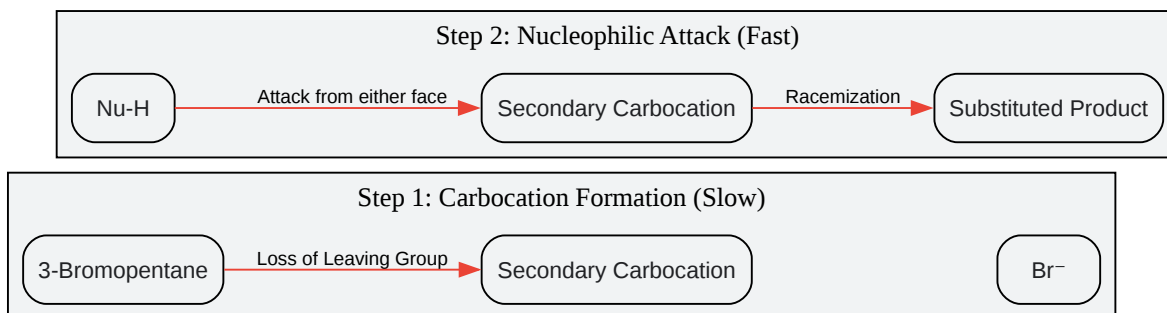 Step 2: Nucleophilic Attack (Fast)
Nu-H
Attack from either face
Secondary Carbocation
Racemization
Substituted Product
Step 1: Carbocation Formation (Slow)
3-Bromopentane
Loss of Leaving Group
Secondary Carbocation
Br⁻